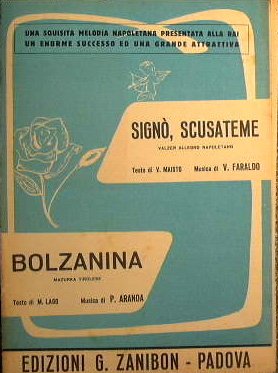 UNA SQUISITA MELODIA NAPOLETANA PRESENTATA ALLA RAI
UN ENORME SUCCESSO ED UNA GRANDE ATTRATTIVA
SIGNÒ, SCUSATEME
VALZER ALLEGRO NAPOLETANO
Testo di V. MAISTO Musica di V. FARALDO
BOLZANINA
MAZURKA TIROLESE
Testo di M. LAGO Musica di P. ARANDA
EDIZIONI G. ZANIBON - PADOVA